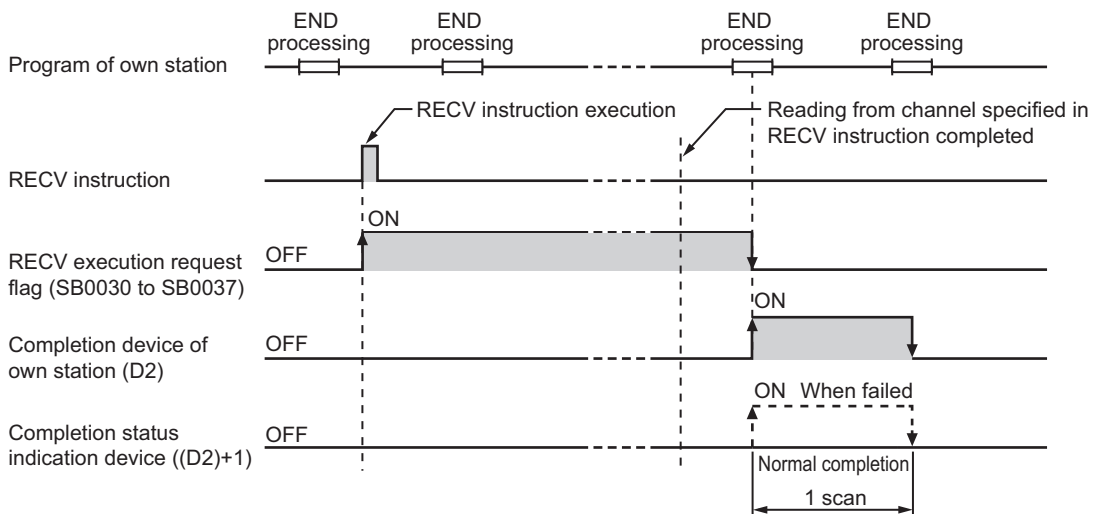 END
processing
END
processing
END
processing
END
processing
Program of own station
RECV instruction execution
Reading from channel specified in
RECV instruction completed
RECV instruction
ON
OFF
RECV execution request
flag (SB0030 to SB0037)
ON
OFF
Completion device of
own station (D2)
ON When failed
OFF
Completion status
indication device ((D2)+1)
Normal completion
1 scan